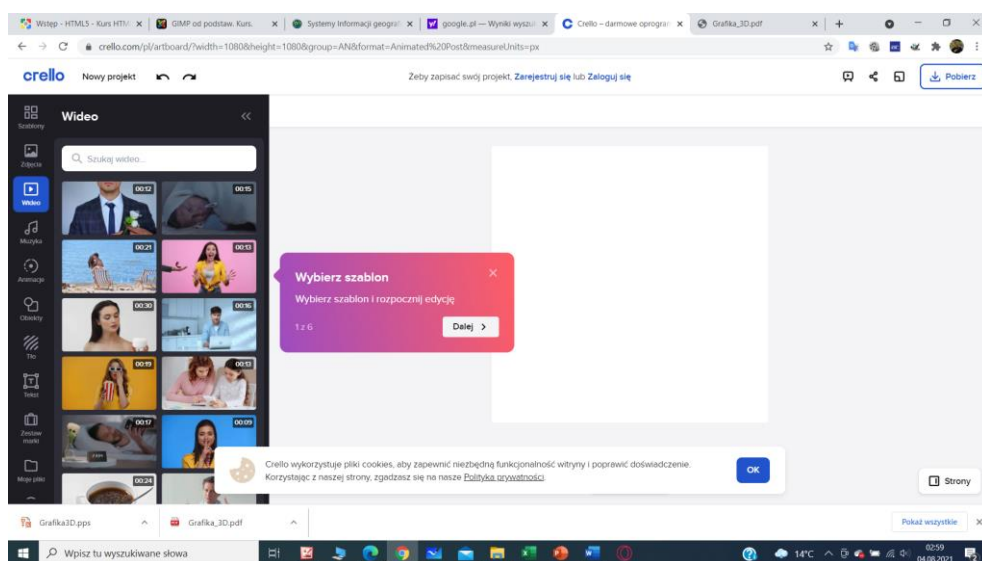 Wstęp - HTML5 - Kurs HTM
GIMP od podstaw. Kurs.
Systemy Informacji geografi
google.pl — Wyniki wyszuk
Crello – darmowe oprogram
Grafika_3D.pdf
crello.com/pl/artboard/?width=1080&height=1080&group=AN&format=Animated%20Post&measureUnits=px
crello
Nowy projekt
Żeby zapisać swój projekt, Zarejestruj się lub Zaloguj się
Pobierz
Szablony
Zdjęcia
Wideo
Muzyka
Animacje
Obiekty
Tło
Tekst
Zestaw
marki
Moje pliki
Wideo
Szukaj wideo...
00:12
00:15
00:21
00:13
00:30
00:16
00:19
00:13
00:17
00:09
00:24
Wybierz szablon
Wybierz szablon i rozpocznij edycję
1 z 6
Dalej
Crello wykorzystuje pliki cookies, aby zapewnić niezbędną funkcjonalność witryny i poprawić doświadczenie.
Korzystając z naszej strony, zgadzasz się na nasze Polityka prywatności.
OK
Strony
Grafika3D.pps
Grafika_3D.pdf
Pokaż wszystkie
Wpisz tu wyszukiwane słowa
14°C
02:59
04.08.2021